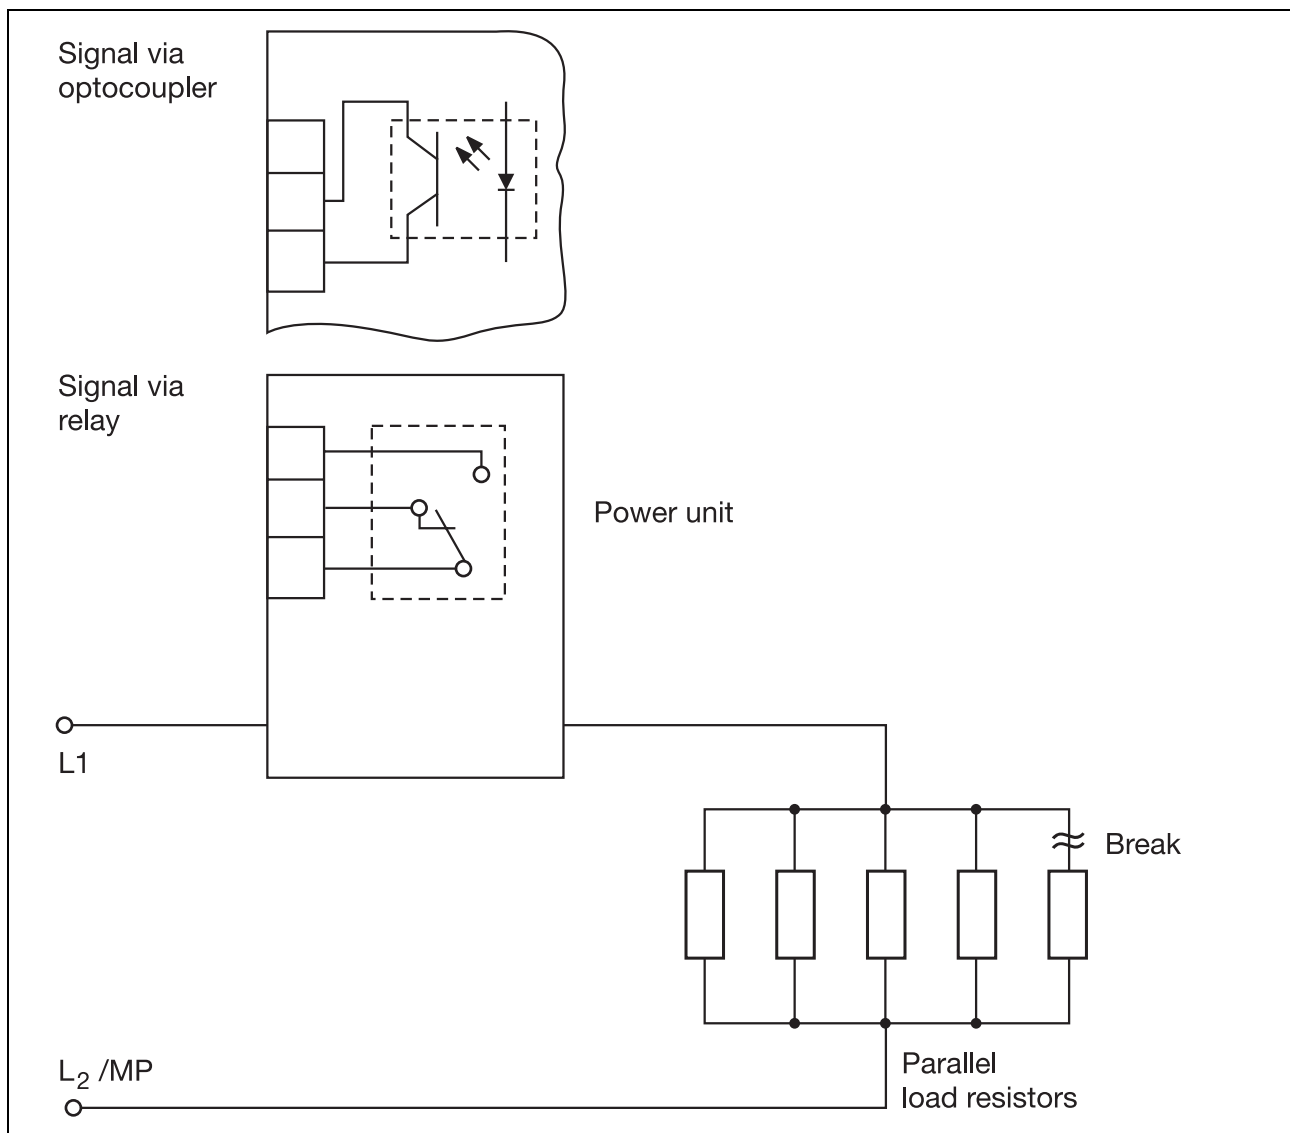 Signal via
optocoupler
Signal via
relay
Power unit
L1
Break
L2 /MP
Parallel
load resistors